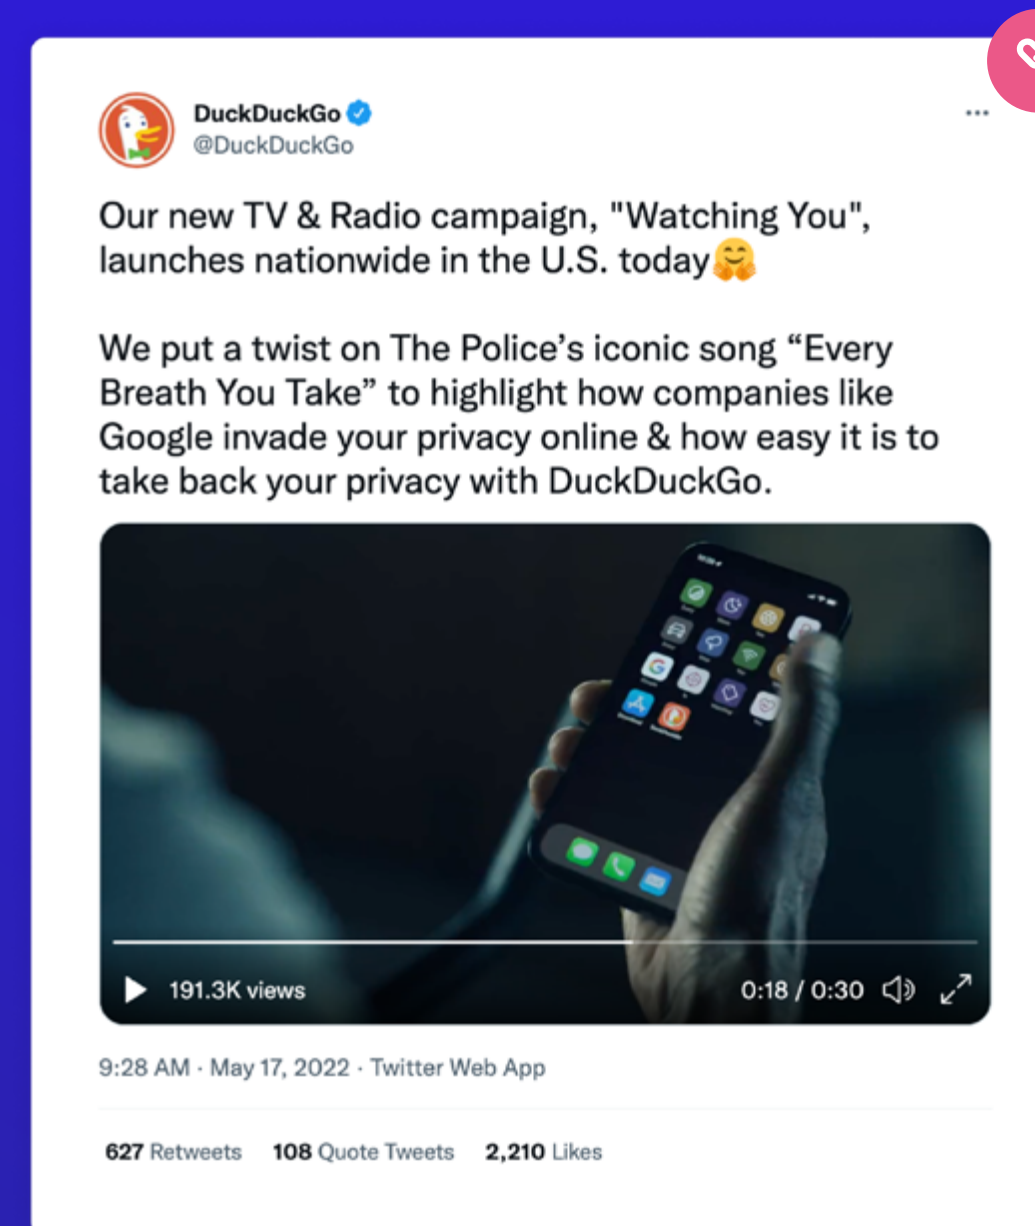 DuckDuckGo
@DuckDuckGo
Our new TV & Radio campaign, "Watching You",
launches nationwide in the U.S. today🤗
We put a twist on The Police’s iconic song “Every
Breath You Take” to highlight how companies like
Google invade your privacy online & how easy it is to
take back your privacy with DuckDuckGo.
191.3K views
0:18 / 0:30
9:28 AM · May 17, 2022 · Twitter Web App
627 Retweets 108 Quote Tweets 2,210 Likes